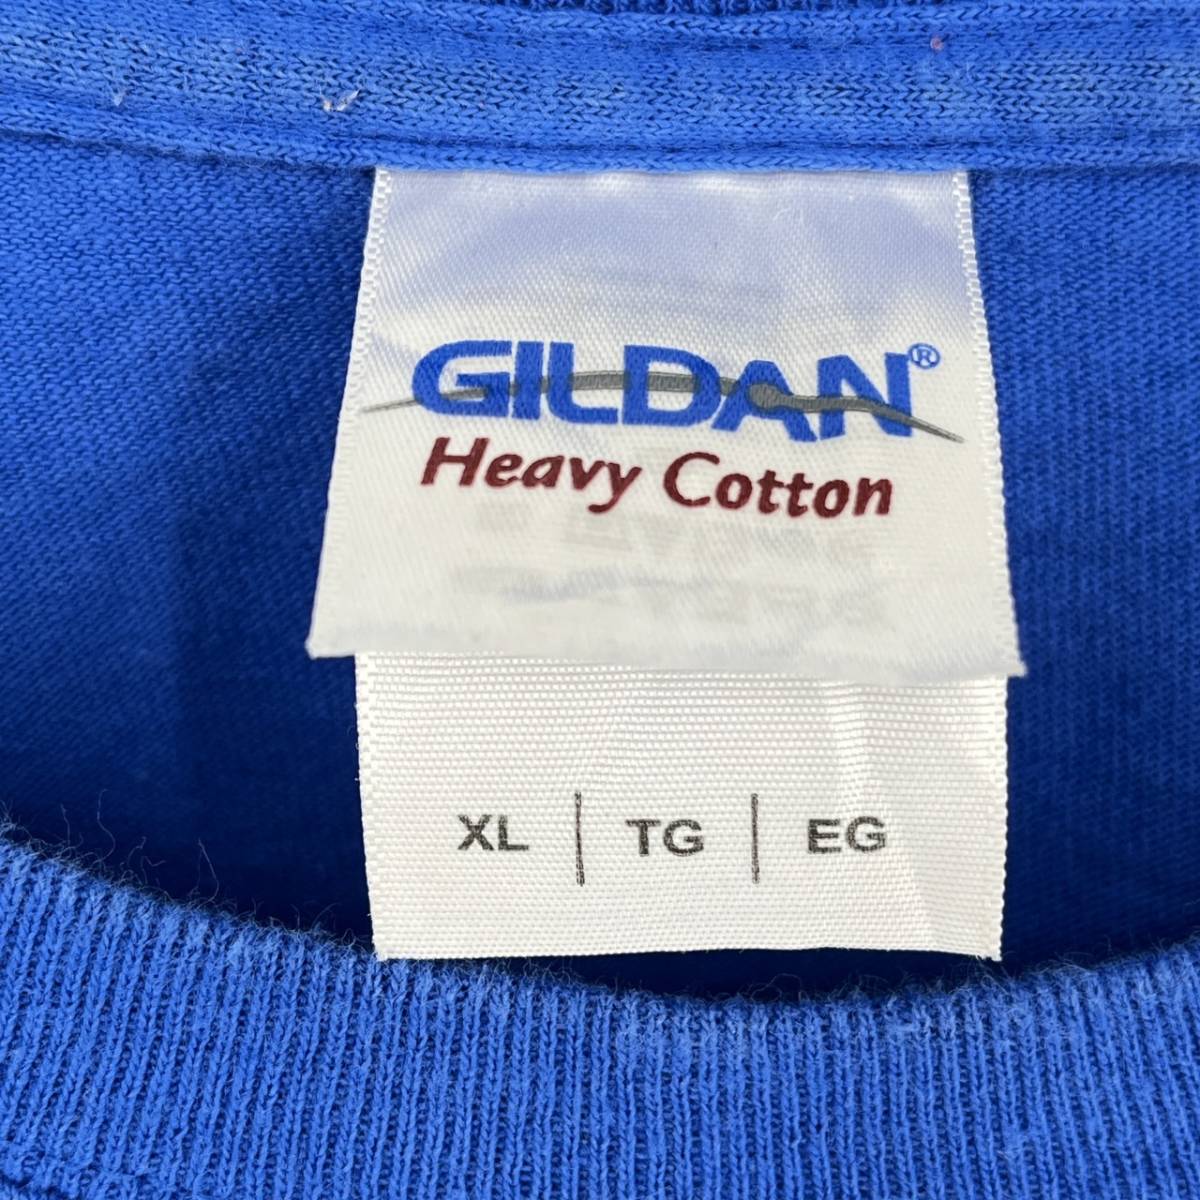 GILDAN®
Heavy Cotton
XL | TG | EG